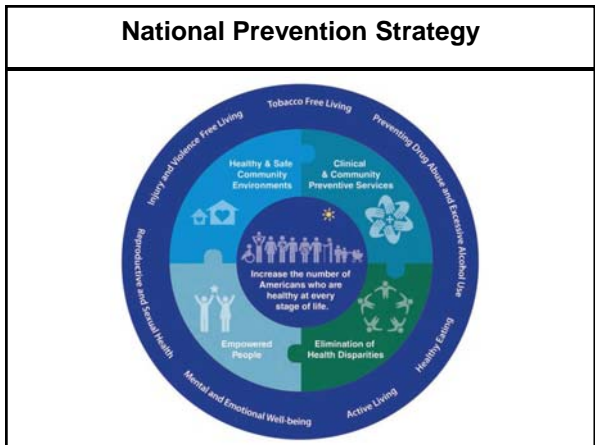 National Prevention Strategy
Tobacco Free Living
Preventing Drug Abuse and Excessive Alcohol Use
Healthy Eating
Active Living
Mental and Emotional Well-being
Reproductive and Sexual Health
Injury and Violence Free Living
Healthy & Safe
Community
Environments
Clinical
& Community
Preventive Services
Increase the number of
Americans who are
healthy at every
stage of life.
Empowered
People
Elimination of
Health Disparities